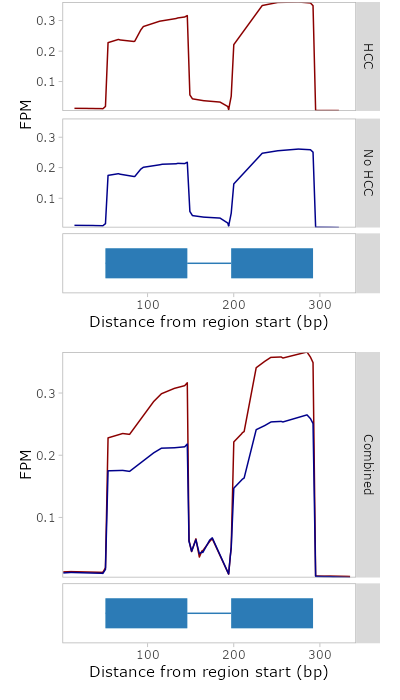 0.3
0.2
0.1
HCC
FPM
0.3
0.2
0.1
No HCC
100 200 300
Distance from region start (bp)
0.3
0.2
0.1
FPM
Combined
100 200 300
Distance from region start (bp)